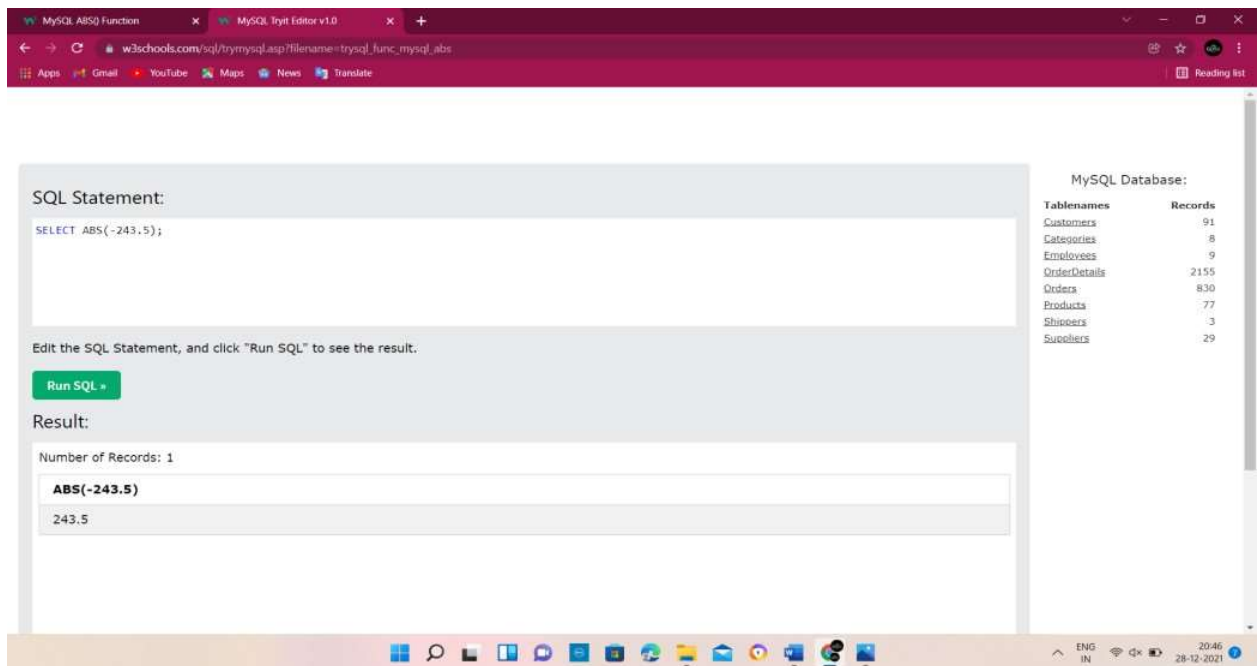 MySQL ABS() Function
MySQL Tryit Editor v1.0
w3schools.com/sql/trymysql.asp?filename=trysql_func_mysql_abs
Apps Gmail YouTube Maps News Translate Reading list
SQL Statement:
SELECT ABS(-243.5);
Edit the SQL Statement, and click "Run SQL" to see the result.
Run SQL »
Result:
Number of Records: 1
ABS(-243.5)
243.5
MySQL Database:
Tablenames Records
Customers 91
Categories 8
Employees 9
OrderDetails 2155
Orders 830
Products 77
Shippers 3
Suppliers 29
ENG
IN
20:46
28-12-2021